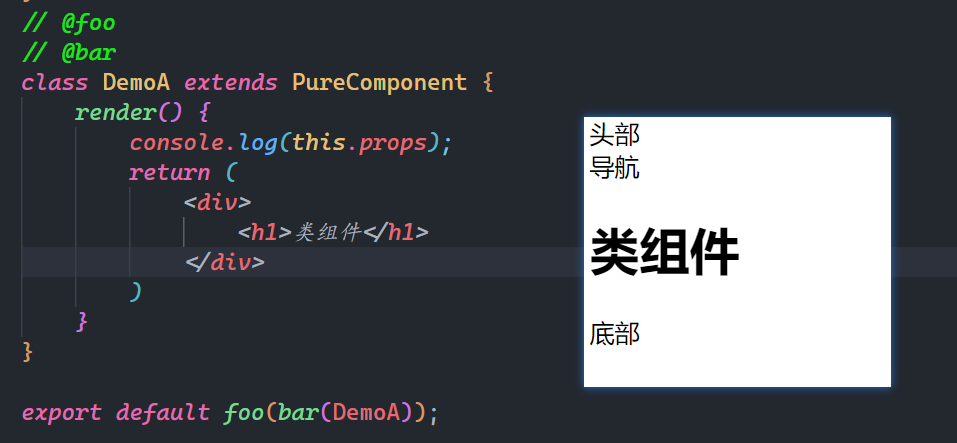 // @foo
// @bar
class DemoA extends PureComponent {
render() {
console.log(this.props);
return (
<div>
<h1>类组件</h1>
</div>
)
}
}
export default foo(bar(DemoA));
头部
导航
类组件
底部